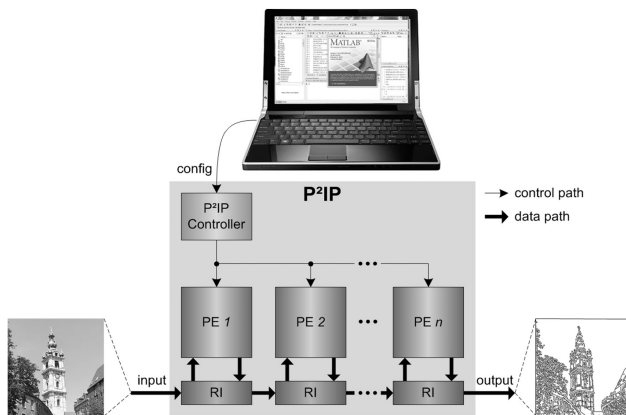 MATLAB
config
P²IP
control path
data path
P²IP
Controller
PE 1
PE 2
PE n
input
RI
RI
RI
output